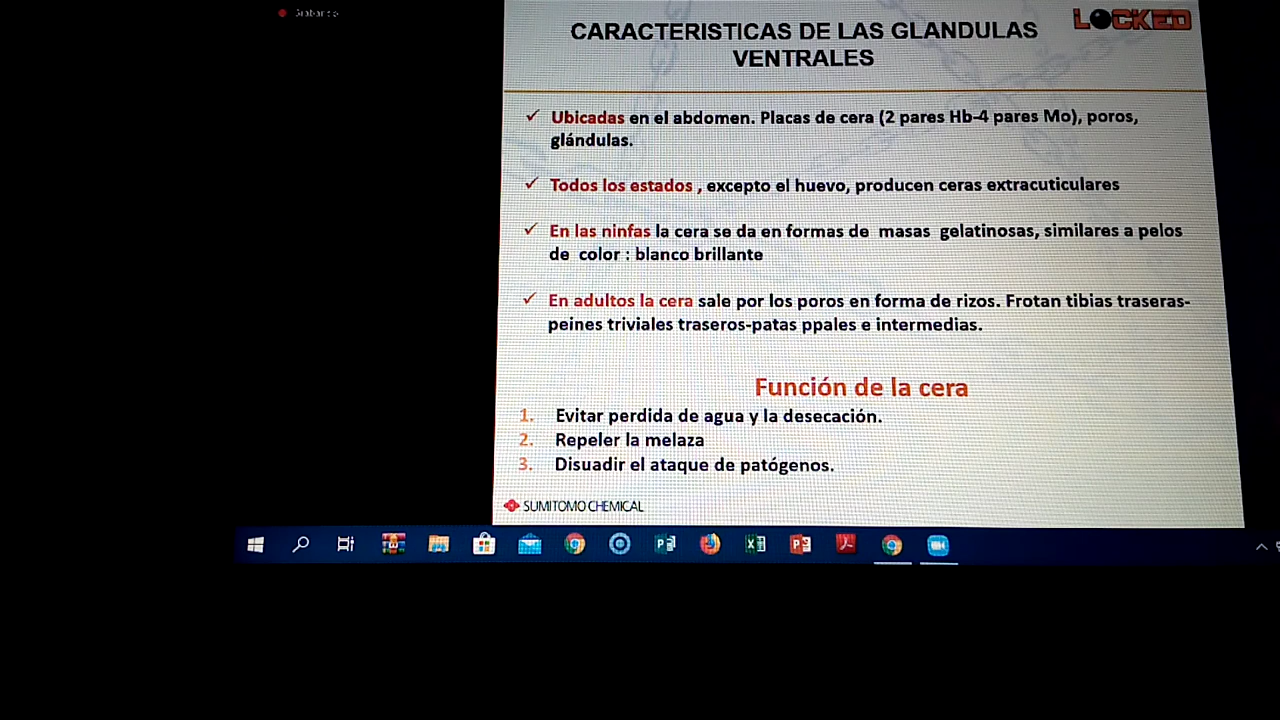 LOCKED
CARACTERISTICAS DE LAS GLANDULAS
VENTRALES
✓ Ubicadas en el abdomen. Placas de cera (2 pares Hb-4 pares Mo), poros,
glándulas.
✓ Todos los estados , excepto el huevo, producen ceras extracuticulares
✓ En las ninfas la cera se da en formas de masas gelatinosas, similares a pelos
de color : blanco brillante
✓ En adultos la cera sale por los poros en forma de rizos. Frotan tibias traseras-
peines triviales traseros-patas ppales e intermedias.
Función de la cera
1. Evitar perdida de agua y la desecación.
2. Repeler la melaza
3. Disuadir el ataque de patógenos.
SUMITOMO CHEMICAL